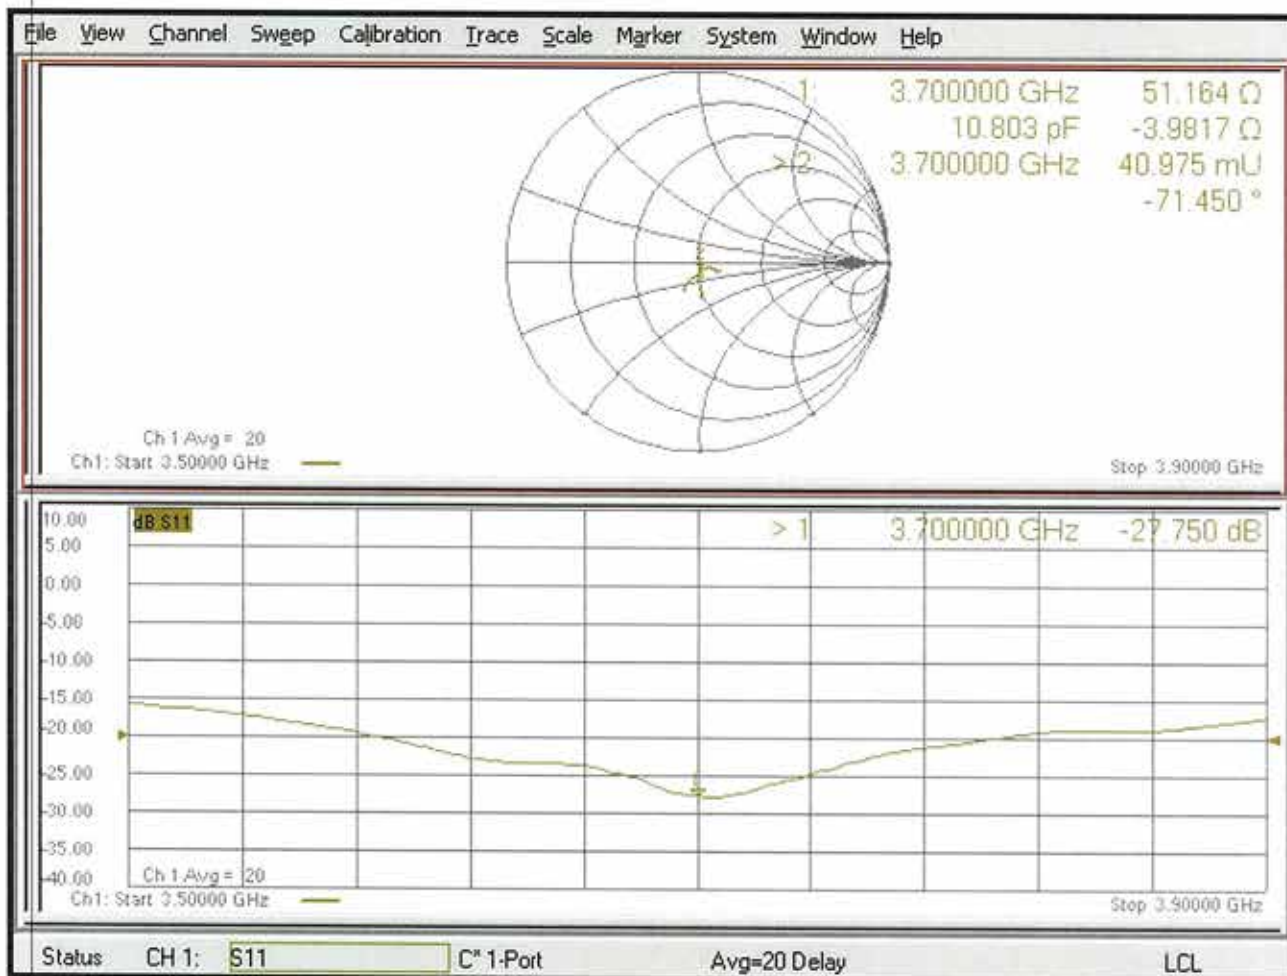 File View Channel Sweep Calibration Trace Scale Marker System Window Help
1: 3.700000 GHz 51.164 Ω
10.803 pF -3.9817 Ω
> 2: 3.700000 GHz 40.975 mU
-71.450 °
Ch 1 Avg = 20
Ch1: Start 3.50000 GHz
Stop 3.90000 GHz
dB S11
> 1: 3.700000 GHz -27.750 dB
10.00
5.00
0.00
-5.00
-10.00
-15.00
-20.00
-25.00
-30.00
-35.00
-40.00
Ch 1 Avg = 20
Ch1: Start 3.50000 GHz
Stop 3.90000 GHz
Status CH 1: S11 C* 1-Port Avg=20 Delay LCL